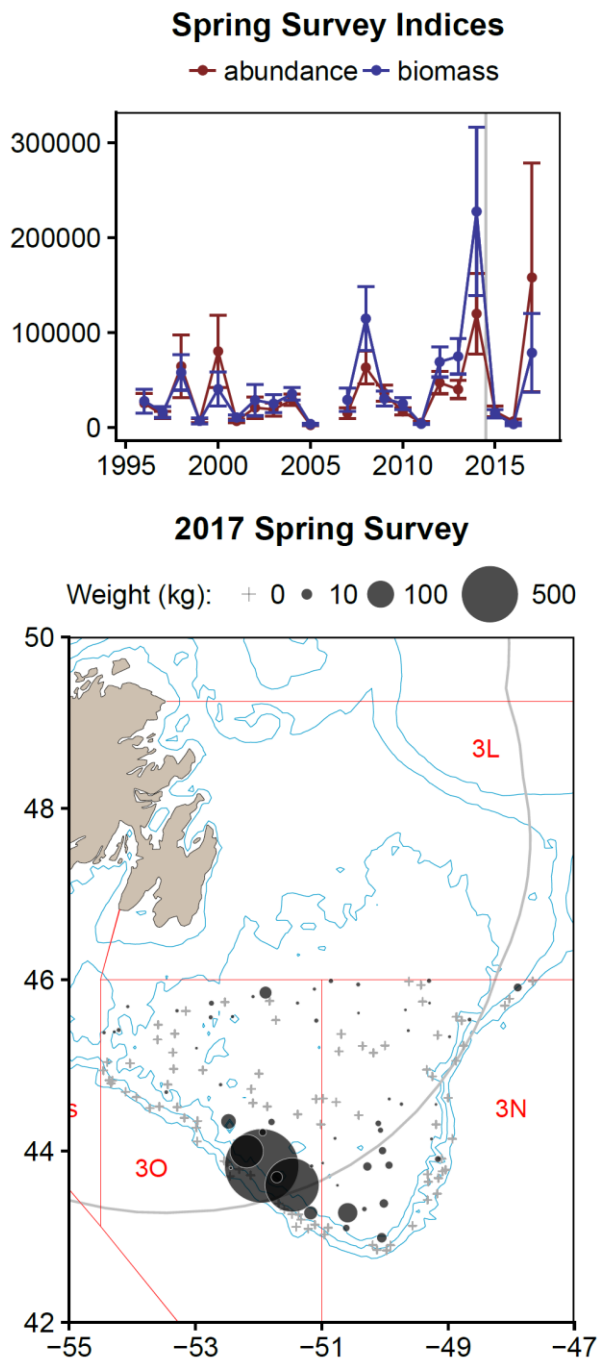 Spring Survey Indices
abundance biomass
300000
200000
100000
0
1995 2000 2005 2010 2015
2017 Spring Survey
Weight (kg): 0 10 100 500
50
3L
48
46
s 3N
44 3O
42
−55 −53 −51 −49 −47